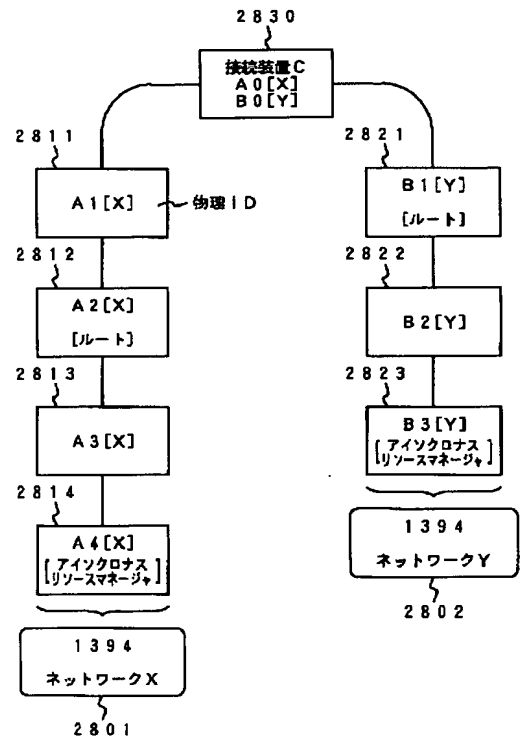 2830
接続装置C
A0[X]
B0[Y]
2811
A1[X]
物理ID
2812
A2[X]
[ルート]
2813
A3[X]
2814
A4[X]
[アイソクロナス
リソースマネージャ]
1394
ネットワークX
2801
2821
B1[Y]
[ルート]
2822
B2[Y]
2823
B3[Y]
[アイソクロナス
リソースマネージャ]
1394
ネットワークY
2802